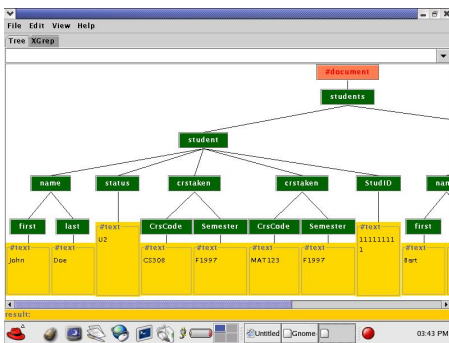 File Edit View Help
Tree XGrep
#document
students
student
name status crstaken crstaken StudID nan
first last CrsCode Semester CrsCode Semester first
#text #text #text #text #text #text #text #text #text
John Doe U2 CS308 F1997 MAT123 F1997 11111111
1 Bart
result:
Untitled Gnome- 03:43 PM